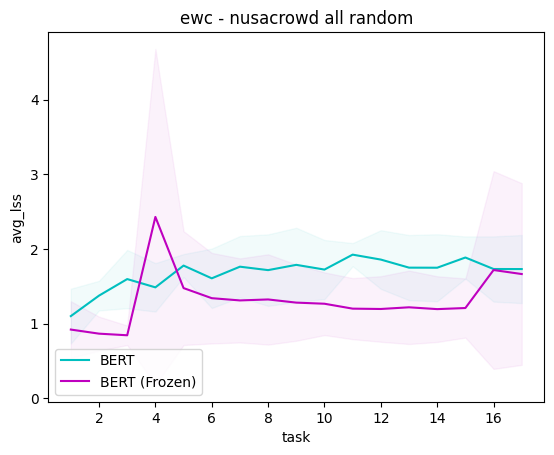 ewc - nusacrowd all random
avg_lss
4
3
2
1
0
BERT
BERT (Frozen)
2 4 6 8 10 12 14 16
task